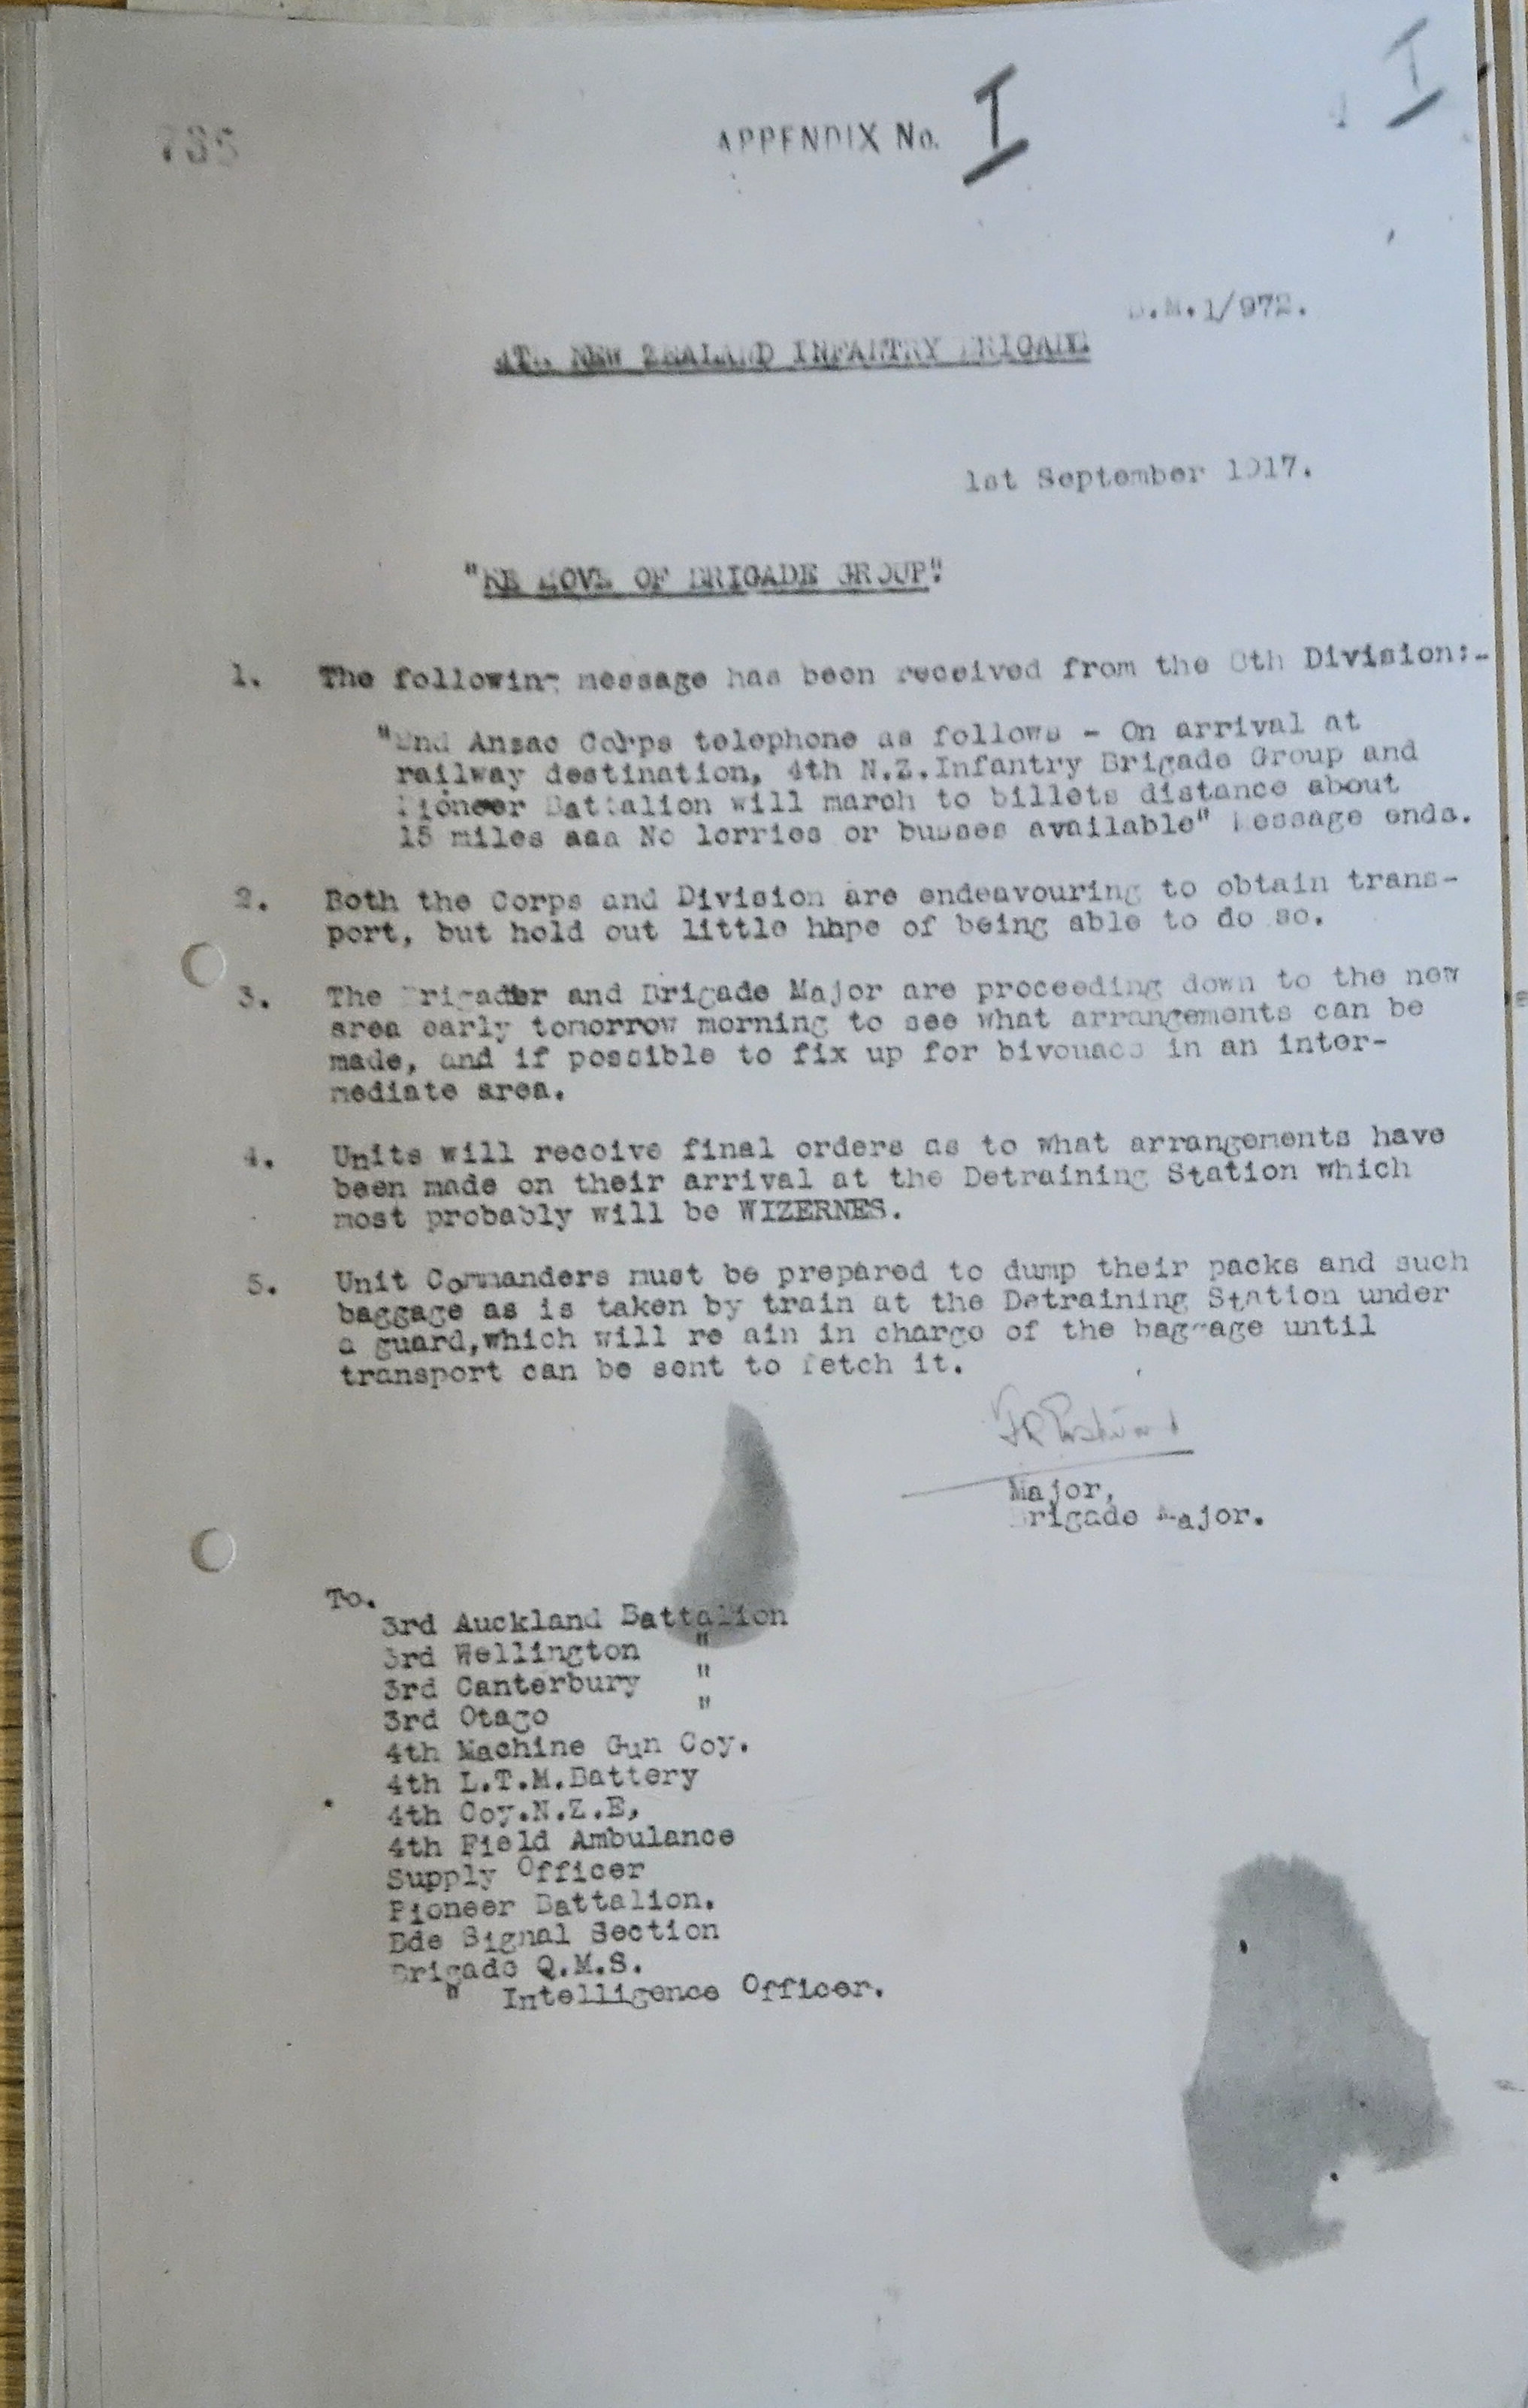 735
APPENDIX No. I
I
B.M.1/972.
4TH NEW ZEALAND INFANTRY BRIGADE
1st September 1917.
"RE MOVE OF BRIGADE GROUP"
1. The following message has been received from the 8th Division:-
"2nd Anzac Corps telephone as follows - On arrival at
railway destination, 4th N.Z.Infantry Brigade Group and
Pioneer Battalion will march to billets distance about
15 miles aaa No lorries or busses available" Message ends.
2. Both the Corps and Division are endeavouring to obtain trans-
port, but hold out little hhpe of being able to do so.
3. The Brigader and Brigade Major are proceeding down to the new
area early tomorrow morning to see what arrangements can be
made, and if possible to fix up for bivouacs in an inter-
mediate area.
4. Units will receive final orders as to what arrangements have
been made on their arrival at the Detraining Station which
most probably will be WIZERNES.
5. Unit Commanders must be prepared to dump their packs and such
baggage as is taken by train at the Detraining Station under
a guard,which will re ain in charge of the baggage until
transport can be sent to fetch it.
Major,
Brigade Major.
To.
3rd Auckland Battalion
3rd Wellington "
3rd Canterbury "
3rd Otago "
4th Machine Gun Coy.
4th L.T.M.Battery
4th Coy.N.Z.E,
4th Field Ambulance
Supply Officer
Pioneer Battalion.
Bde Signal Section
Brigade Q.M.S.
" Intelligence Officer.